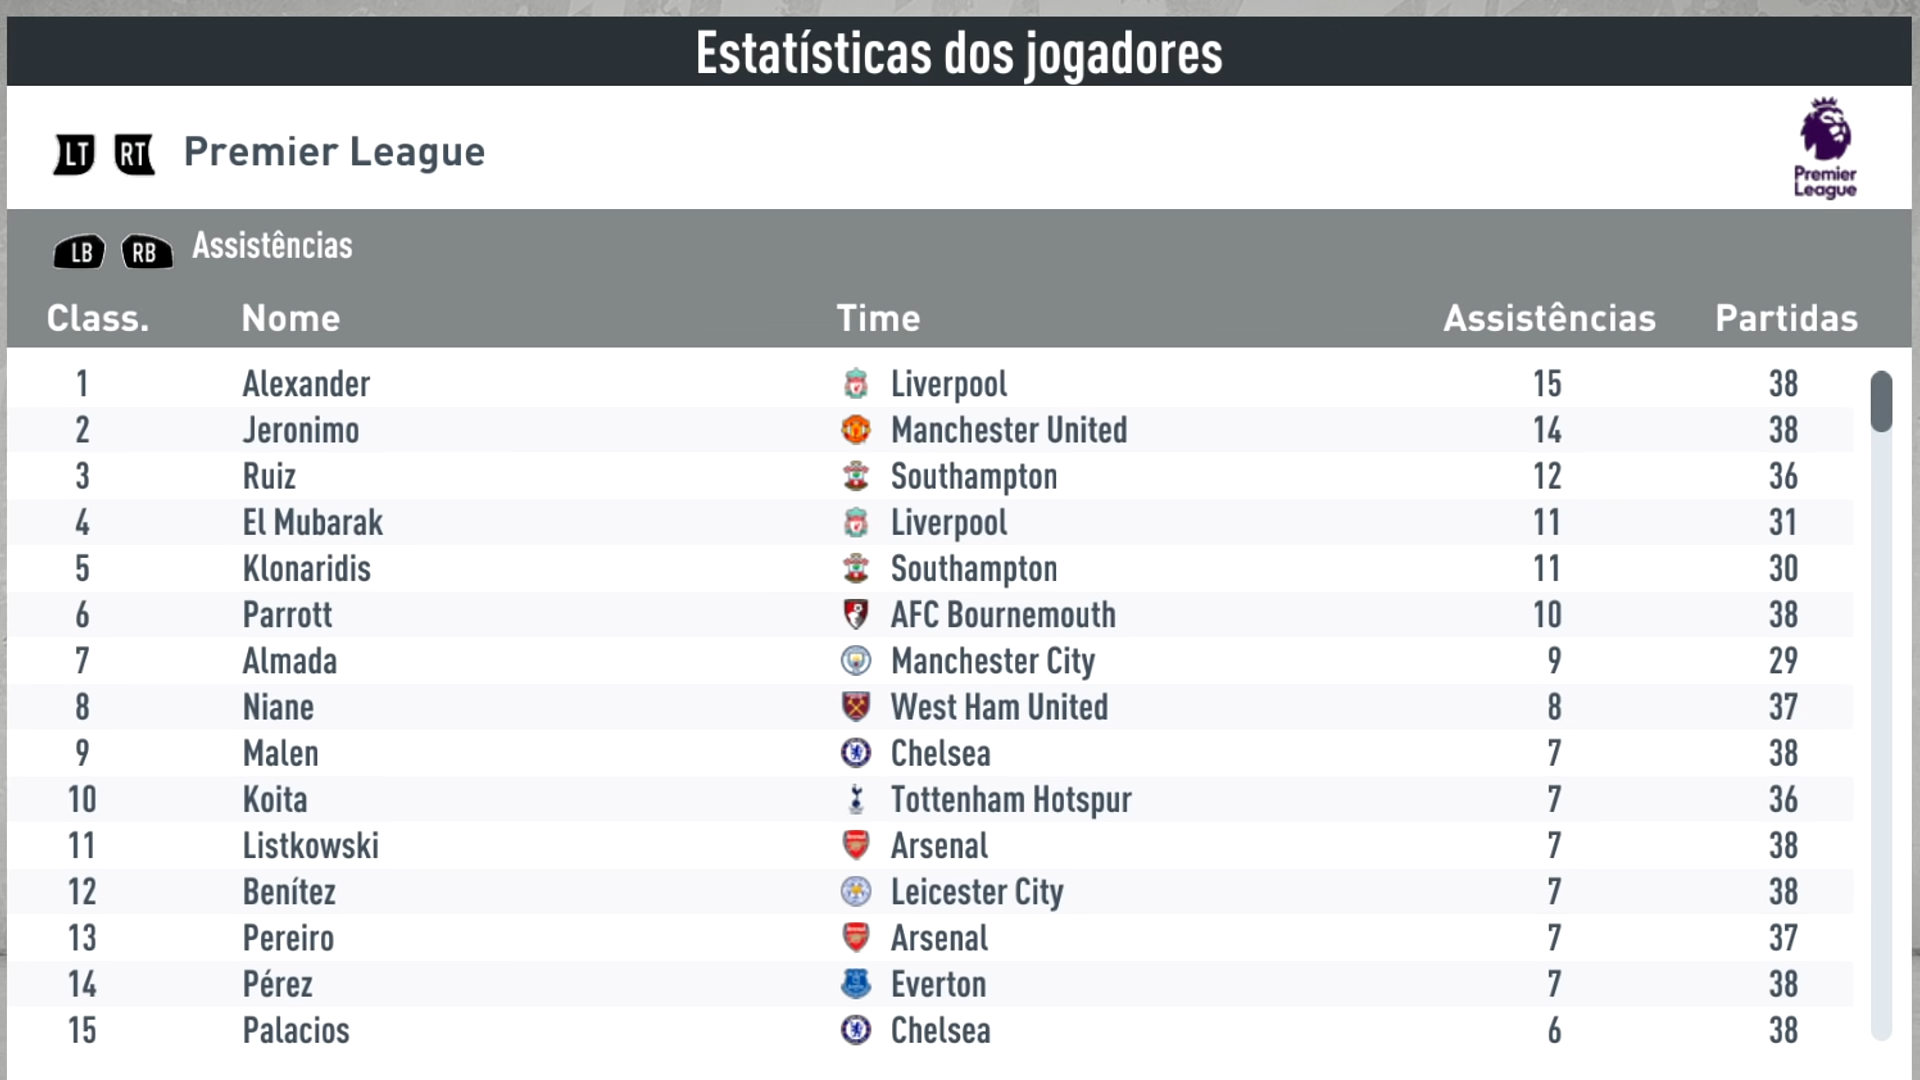 Estatísticas dos jogadores
LT RT Premier League
Premier
League
LB RB Assistências
Class. Nome Time Assistências Partidas
1 Alexander Liverpool 15 38
2 Jeronimo Manchester United 14 38
3 Ruiz Southampton 12 36
4 El Mubarak Liverpool 11 31
5 Klonaridis Southampton 11 30
6 Parrott AFC Bournemouth 10 38
7 Almada Manchester City 9 29
8 Niane West Ham United 8 37
9 Malen Chelsea 7 38
10 Koita Tottenham Hotspur 7 36
11 Listkowski Arsenal 7 38
12 Benítez Leicester City 7 38
13 Pereiro Arsenal 7 37
14 Pérez Everton 7 38
15 Palacios Chelsea 6 38